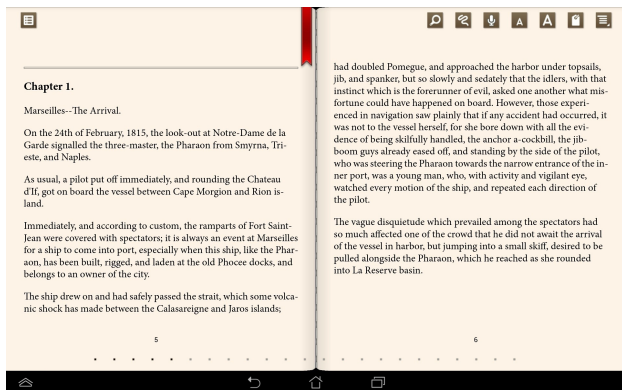 Chapter 1.
Marseilles--The Arrival.
On the 24th of February, 1815, the look-out at Notre-Dame de la
Garde signalled the three-master, the Pharaon from Smyrna, Tri-
este, and Naples.
As usual, a pilot put off immediately, and rounding the Chateau
d'If, got on board the vessel between Cape Morgion and Rion is-
land.
Immediately, and according to custom, the ramparts of Fort Saint-
Jean were covered with spectators; it is always an event at Marseilles
for a ship to come into port, especially when this ship, like the Phar-
aon, has been built, rigged, and laden at the old Phocee docks, and
belongs to an owner of the city.
The ship drew on and had safely passed the strait, which some volca-
nic shock has made between the Calasareigne and Jaros islands;
5
had doubled Pomegue, and approached the harbor under topsails,
jib, and spanker, but so slowly and sedately that the idlers, with that
instinct which is the forerunner of evil, asked one another what mis-
fortune could have happened on board. However, those experi-
enced in navigation saw plainly that if any accident had occurred, it
was not to the vessel herself, for she bore down with all the evi-
dence of being skilfully handled, the anchor a-cockbill, the jib-
boom guys already eased off, and standing by the side of the pilot,
who was steering the Pharaon towards the narrow entrance of the in-
ner port, was a young man, who, with activity and vigilant eye,
watched every motion of the ship, and repeated each direction of
the pilot.
The vague disquietude which prevailed among the spectators had
so much affected one of the crowd that he did not await the arrival
of the vessel in harbor, but jumping into a small skiff, desired to be
pulled alongside the Pharaon, which he reached as she rounded
into La Reserve basin.
6
A
A